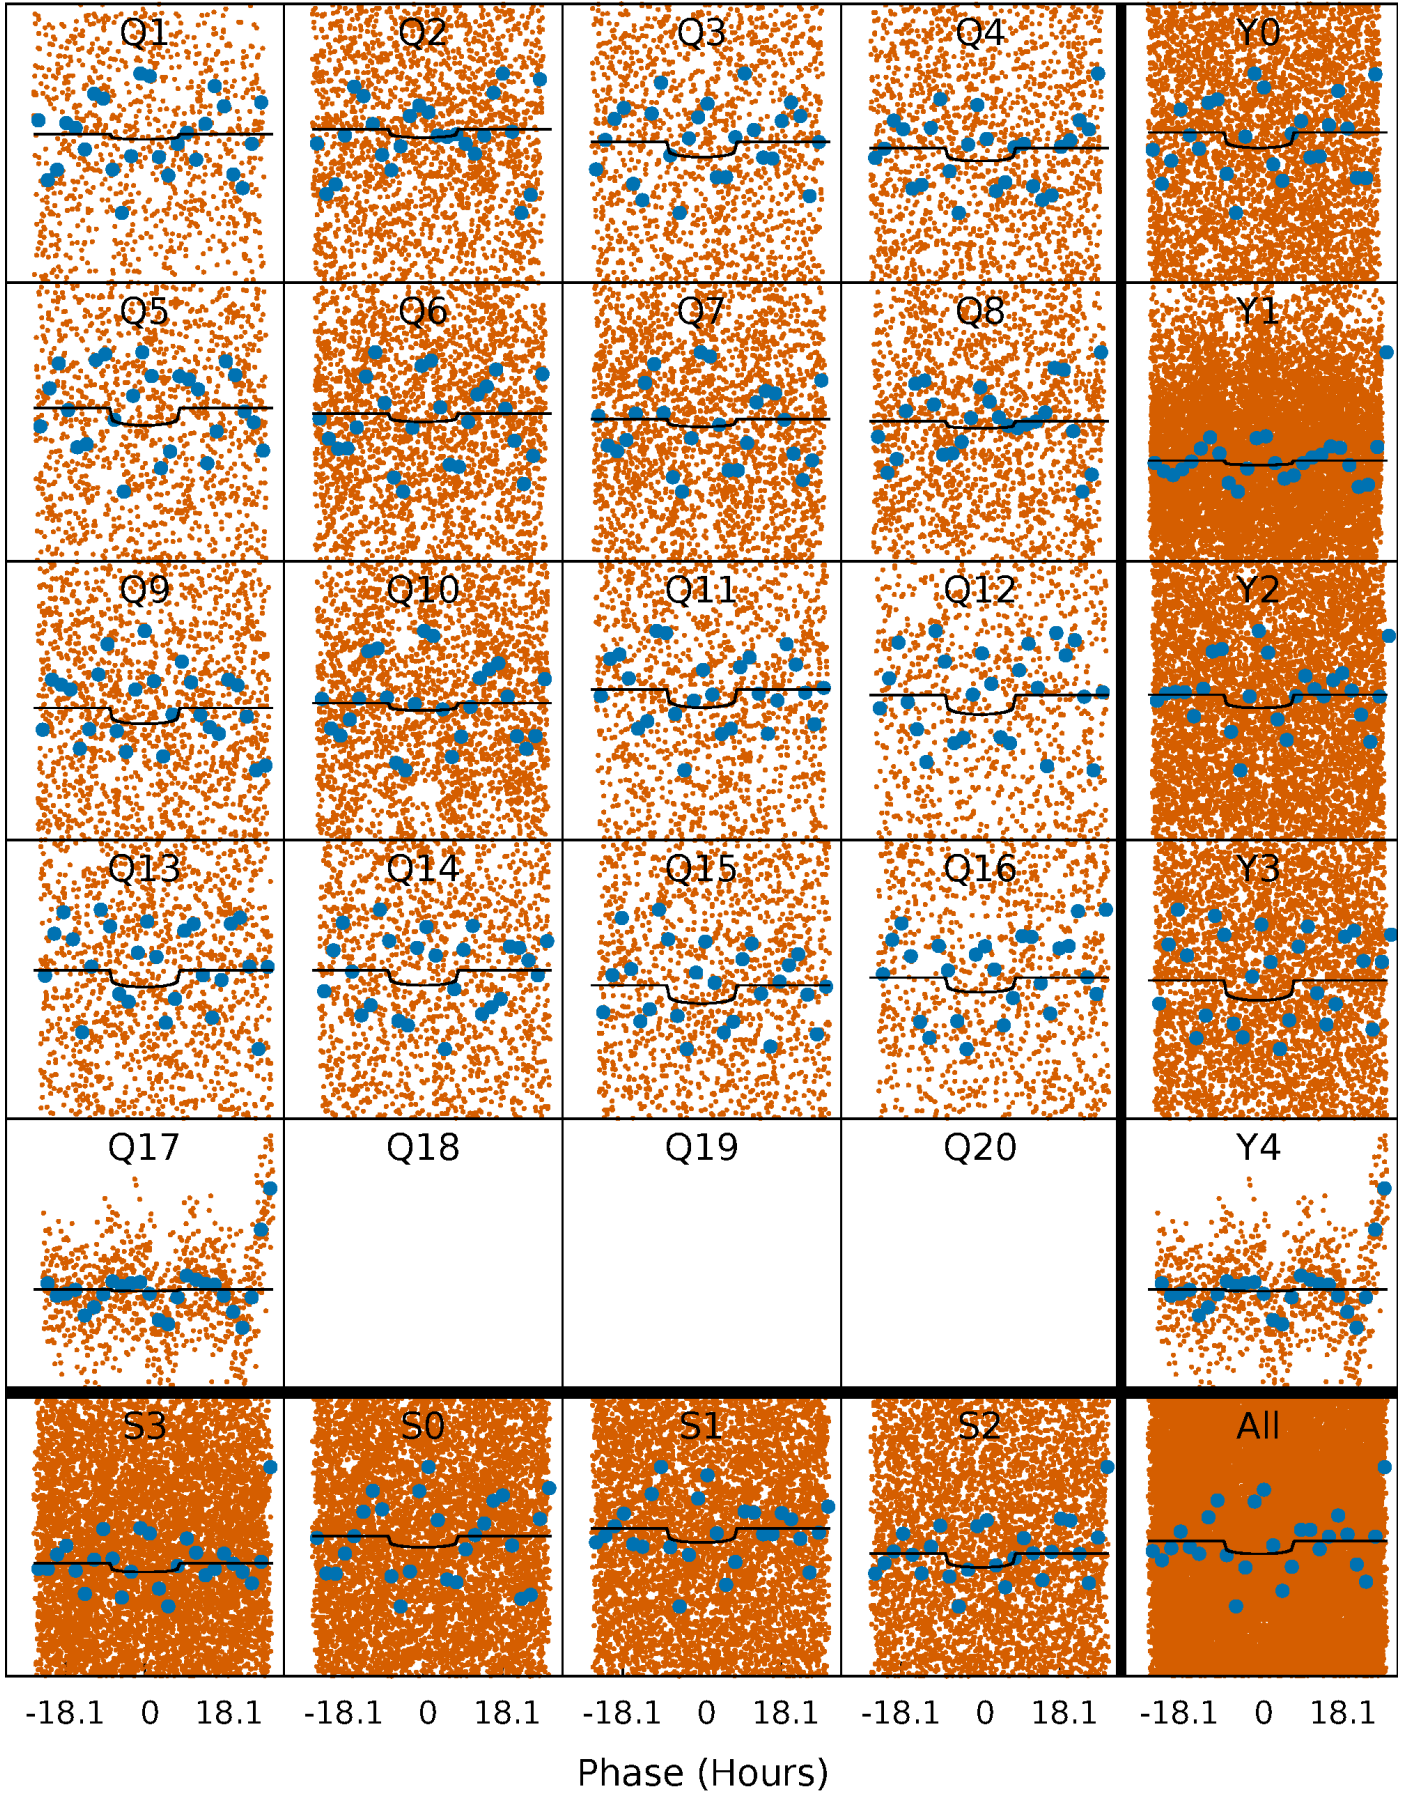 Q1 Q2 Q3 Q4 Y0
Q5 Q6 Q7 Q8 Y1
Q9 Q10 Q11 Q12 Y2
Q13 Q14 Q15 Q16 Y3
Q17 Q18 Q19 Q20 Y4
S3 S0 S1 S2 All
-18.1 0 18.1 -18.1 0 18.1 -18.1 0 18.1 -18.1 0 18.1 -18.1 0 18.1
Phase (Hours)